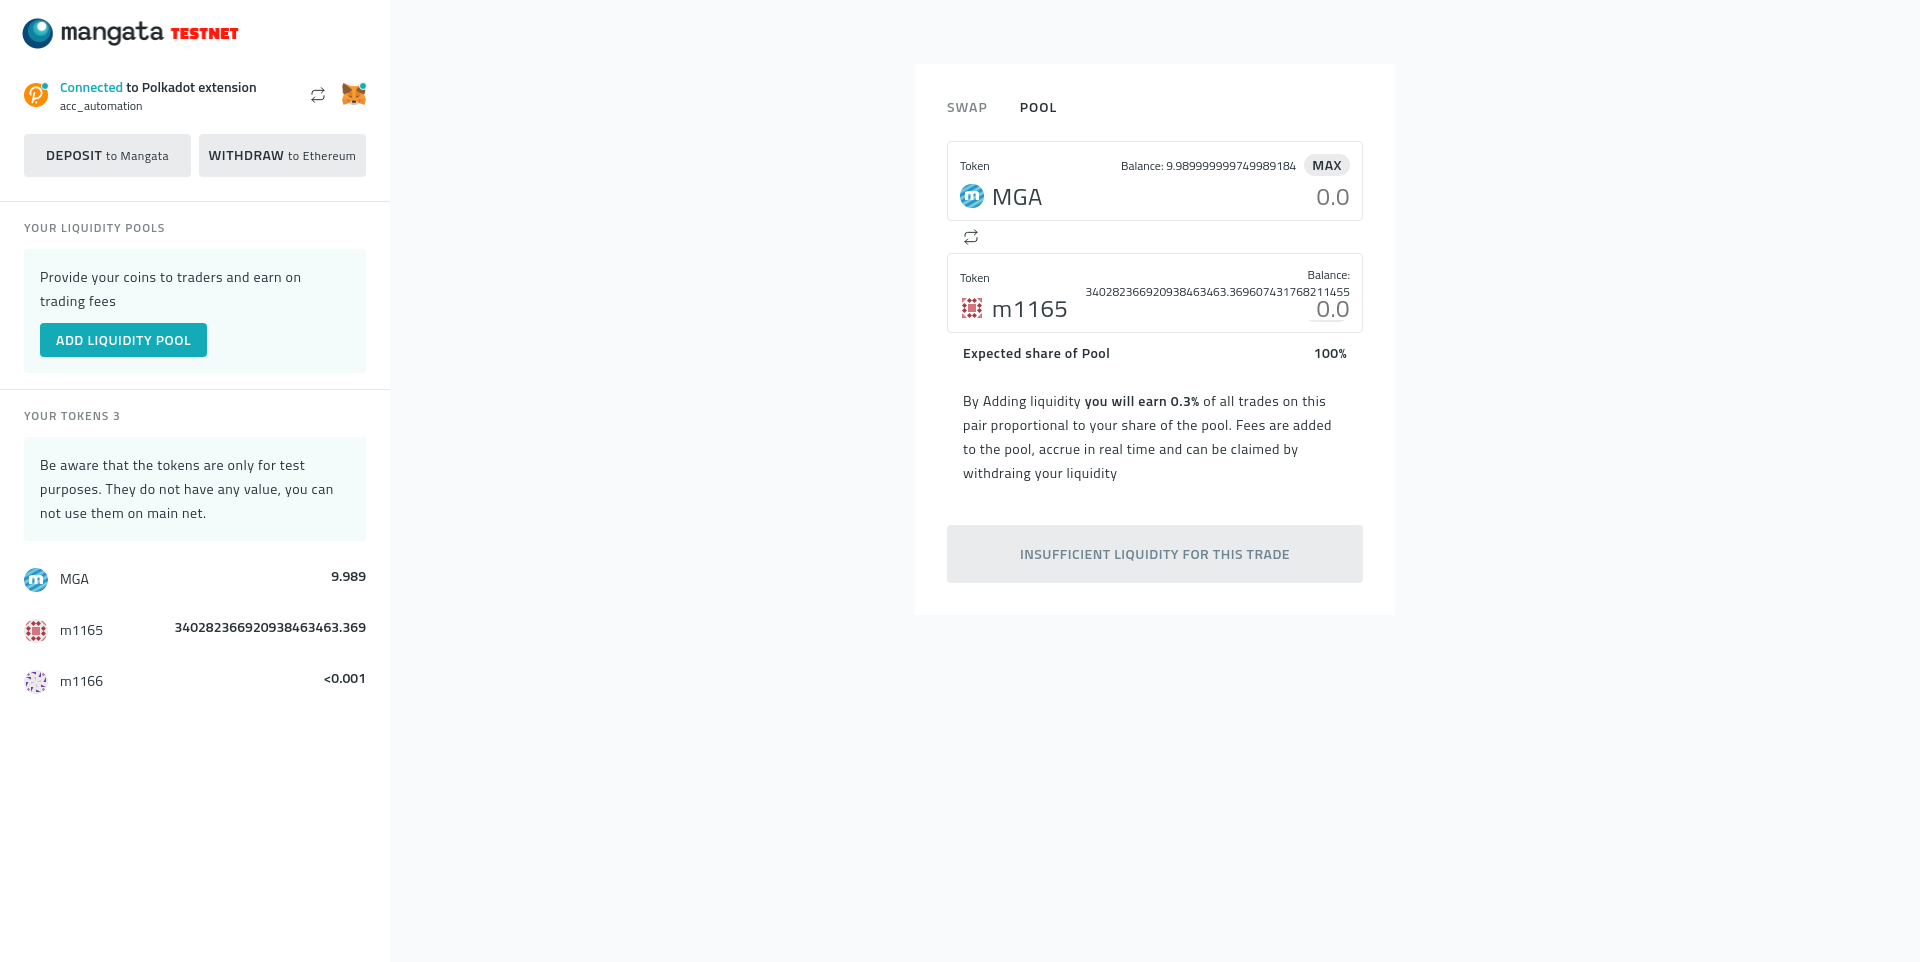 mangata TESTNET
Connected to Polkadot extension
acc_automation
DEPOSIT to Mangata
WITHDRAW to Ethereum
YOUR LIQUIDITY POOLS
Provide your coins to traders and earn on
trading fees
ADD LIQUIDITY POOL
YOUR TOKENS 3
Be aware that the tokens are only for test
purposes. They do not have any value, you can
not use them on main net.
MGA 9.989
m1165 340282366920938463463.369
m1166 <0.001
SWAP POOL
Token Balance: 9.989999999749989184 MAX
MGA 0.0
Token Balance:
340282366920938463463.369607431768211455
m1165 0.0
Expected share of Pool 100%
By Adding liquidity you will earn 0.3% of all trades on this
pair proportional to your share of the pool. Fees are added
to the pool, accrue in real time and can be claimed by
withdraing your liquidity
INSUFFICIENT LIQUIDITY FOR THIS TRADE